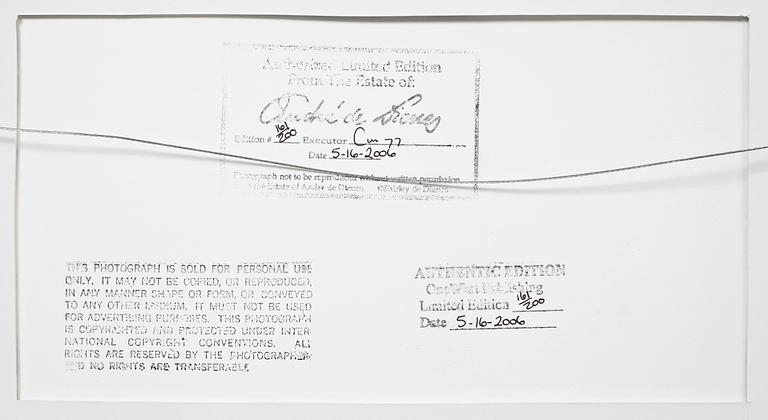 Authorized Limited Edition
From The Estate of:
André de Dienes
Edition # 161/200 Executor
Date 5-16-2006
Photograph not to be reproduced without written permission
the Estate of Andre de Dienes. ©Shirley de Dienes
THIS PHOTOGRAPH IS SOLD FOR PERSONAL USE
ONLY. IT MAY NOT BE COPIED, OR REPRODUCED,
IN ANY MANNER SHAPE OR FORM, OR CONVEYED
TO ANY OTHER MEDIUM. IT MUST NOT BE USED
FOR ADVERTISING PURPOSES. THIS PHOTOGRAPH
IS COPYRIGHTED AND PROTECTED UNDER INTER-
NATIONAL COPYRIGHT CONVENTIONS. ALL
RIGHTS ARE RESERVED BY THE PHOTOGRAPHER
AND NO RIGHTS ARE TRANSFERABLE
AUTHENTIC EDITION
OneWest Publishing
Limited Edition 161/200
Date 5-16-2006